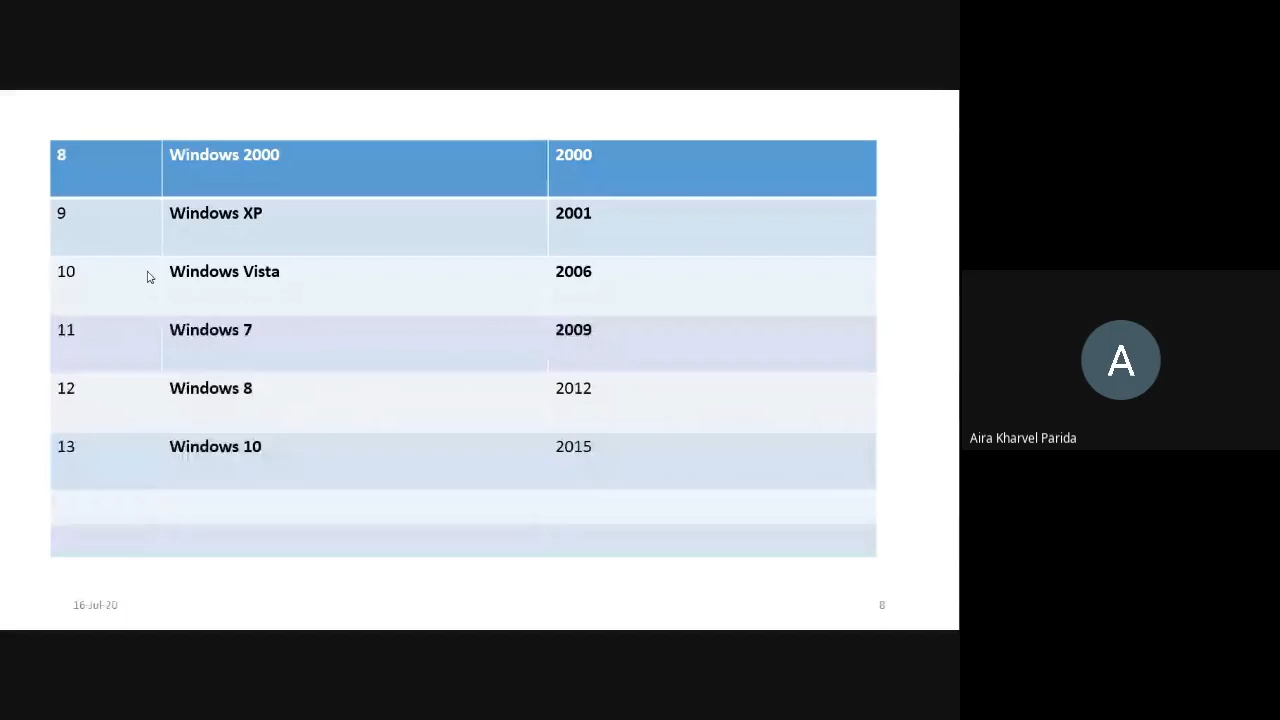 8 Windows 2000 2000
9 Windows XP 2001
10 Windows Vista 2006
11 Windows 7 2009
12 Windows 8 2012
13 Windows 10 2015
16-Jul-20 8
A
Aira Kharvel Parida